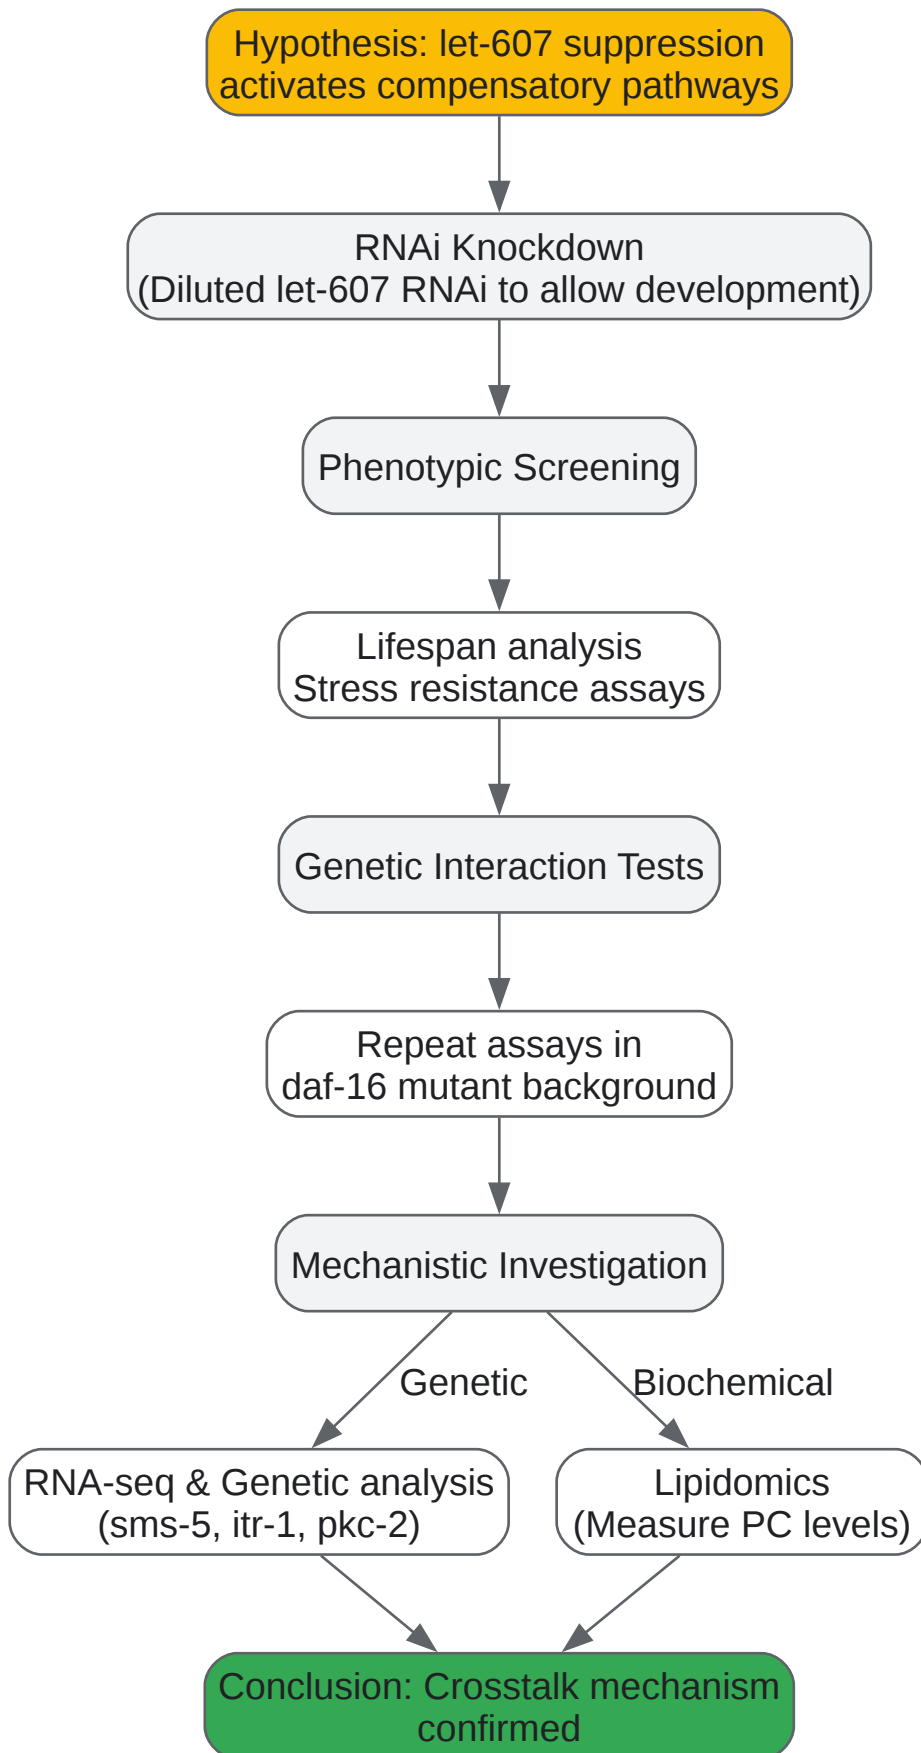 Hypothesis: let-607 suppression
activates compensatory pathways
RNAi Knockdown
(Diluted let-607 RNAi to allow development)
Phenotypic Screening
Lifespan analysis
Stress resistance assays
Genetic Interaction Tests
Repeat assays in
daf-16 mutant background
Mechanistic Investigation
Genetic
Biochemical
RNA-seq & Genetic analysis
(sms-5, itr-1, pkc-2)
Lipidomics
(Measure PC levels)
Conclusion: Crosstalk mechanism
confirmed